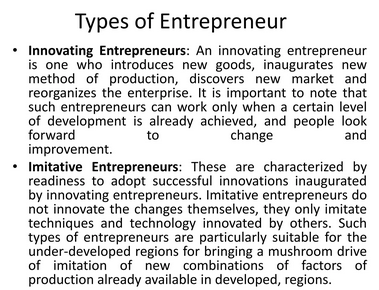 Types of Entrepreneur
• Innovating Entrepreneurs: An innovating entrepreneur
is one who introduces new goods, inaugurates new
method of production, discovers new market and
reorganizes the enterprise. It is important to note that
such entrepreneurs can work only when a certain level
of development is already achieved, and people look
forward to change and
improvement.
• Imitative Entrepreneurs: These are characterized by
readiness to adopt successful innovations inaugurated
by innovating entrepreneurs. Imitative entrepreneurs do
not innovate the changes themselves, they only imitate
techniques and technology innovated by others. Such
types of entrepreneurs are particularly suitable for the
under-developed regions for bringing a mushroom drive
of imitation of new combinations of factors of
production already available in developed, regions.